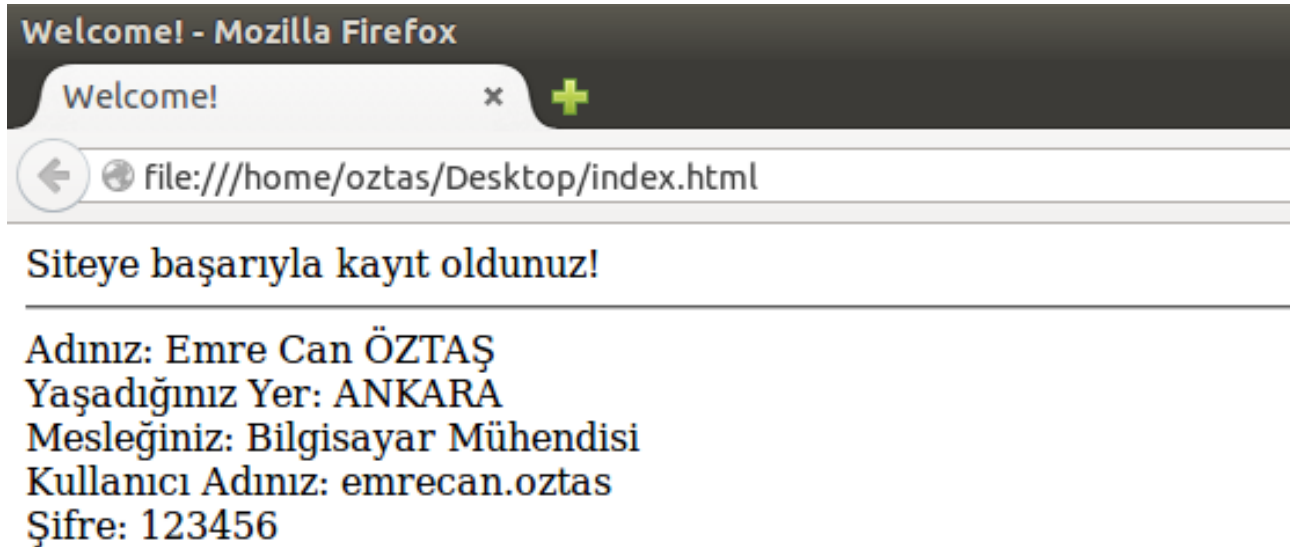 Welcome! - Mozilla Firefox
Welcome!
file:///home/oztas/Desktop/index.html
Siteye başarıyla kayıt oldunuz!
Adınız: Emre Can ÖZTAŞ
Yaşadığınız Yer: ANKARA
Mesleğiniz: Bilgisayar Mühendisi
Kullanıcı Adınız: emrecan.oztas
Şifre: 123456